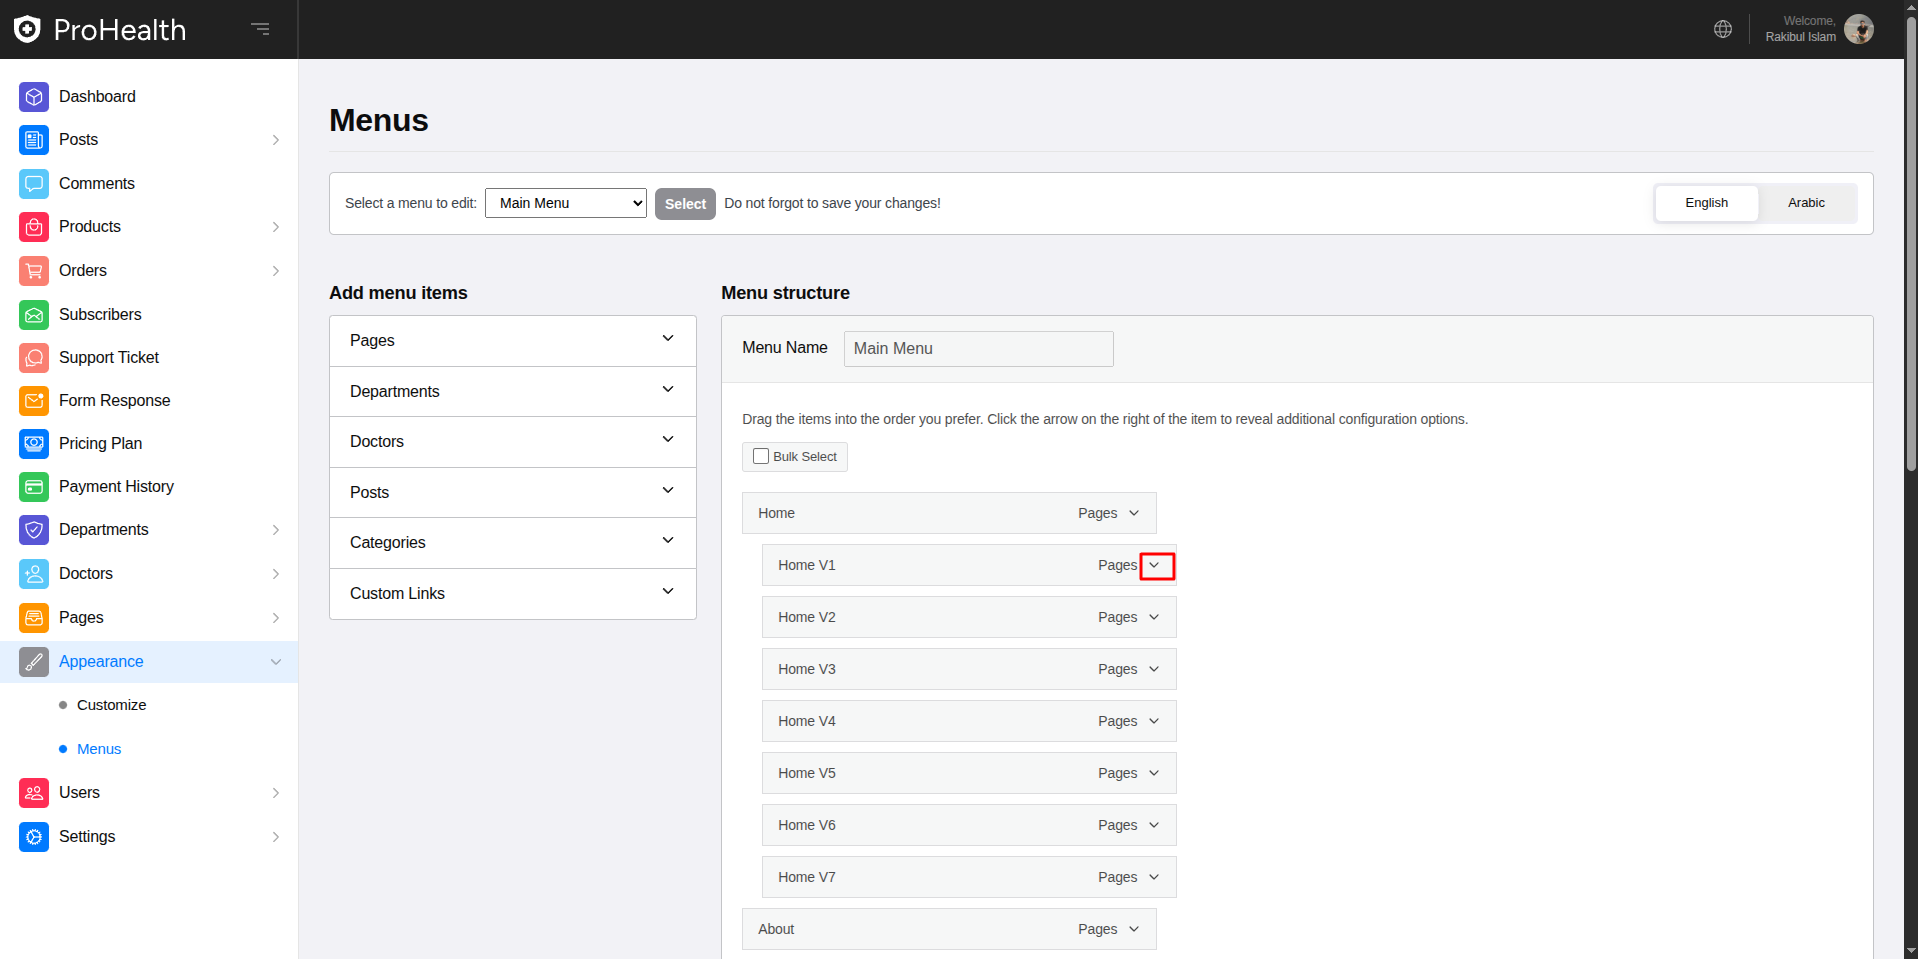 ProHealth
Welcome,
Rakibul Islam
Dashboard
Posts
Comments
Products
Orders
Subscribers
Support Ticket
Form Response
Pricing Plan
Payment History
Departments
Doctors
Pages
Appearance
Customize
Menus
Users
Settings
Menus
Select a menu to edit: Main Menu Select Do not forgot to save your changes!
English Arabic
Add menu items
Pages
Departments
Doctors
Posts
Categories
Custom Links
Menu structure
Menu Name Main Menu
Drag the items into the order you prefer. Click the arrow on the right of the item to reveal additional configuration options.
Bulk Select
Home Pages
Home V1 Pages
Home V2 Pages
Home V3 Pages
Home V4 Pages
Home V5 Pages
Home V6 Pages
Home V7 Pages
About Pages